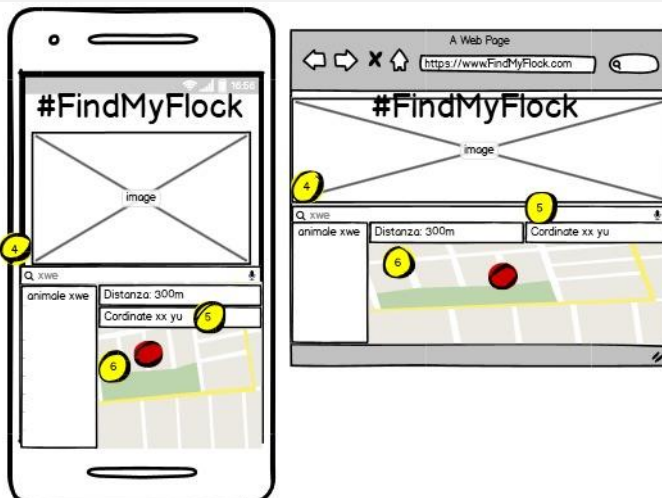 16:56
#FindMyFlock
image
4
xwe
animale xwe
Distanza: 300m
Cordinate xx yu
5
6
A Web Page
https://www.FindMyFlock.com
#FindMyFlock
image
4
5
xwe
animale xwe
Distanza: 300m
Cordinate xx yu
6